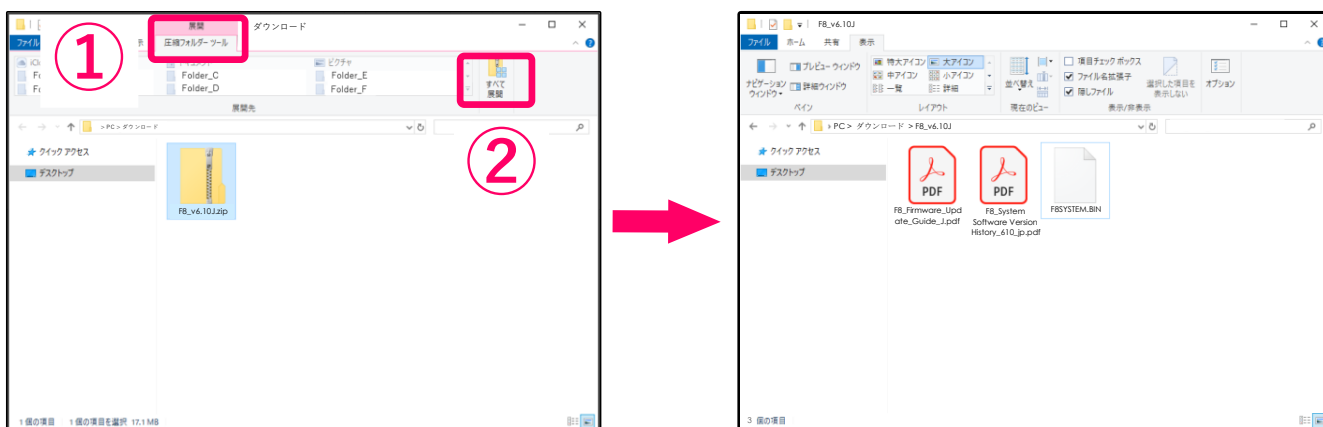 展開
ダウンロード
圧縮フォルダー ツール
①
Folder_C
Folder_D
ピクチャ
Folder_E
Folder_F
すべて
展開
展開先
>PC>ダウンロード
②
クイック アクセス
デスクトップ
F8_v6.10J.zip
1 個の項目
1 個の項目を選択 17.1 MB
F8_v6.10J
ファイル
ホーム
共有
表示
ナビゲーション
ウィンドウ
プレビュー ウィンドウ
詳細ウィンドウ
ペイン
特大アイコン
大アイコン
中アイコン
小アイコン
一覧
詳細
レイアウト
並べ替え
現在のビュー
項目チェック ボックス
ファイル名拡張子
隠しファイル
選択した項目を
表示しない
表示/非表示
オプション
PC > ダウンロード > F8_v6.10J
クイック アクセス
デスクトップ
PDF
F8_Firmware_Upd
ate_Guide_J.pdf
PDF
F8_System
Software Version
History_610_jp.pdf
F8SYSTEM.BIN
3 個の項目